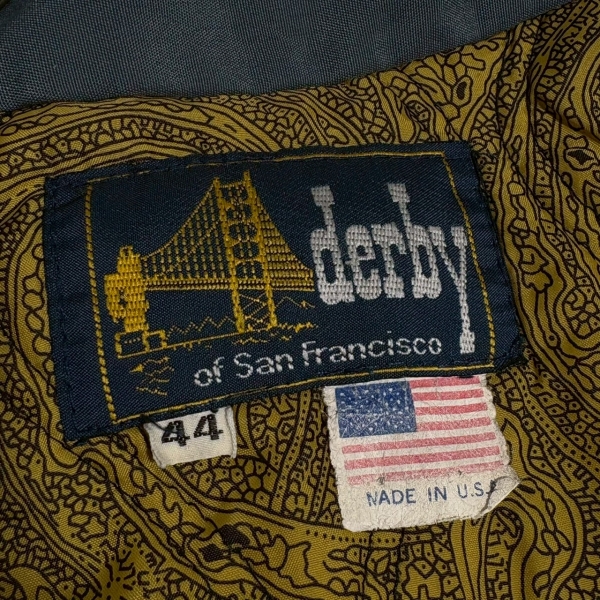 derby
of San Francisco
44
MADE IN U.S.